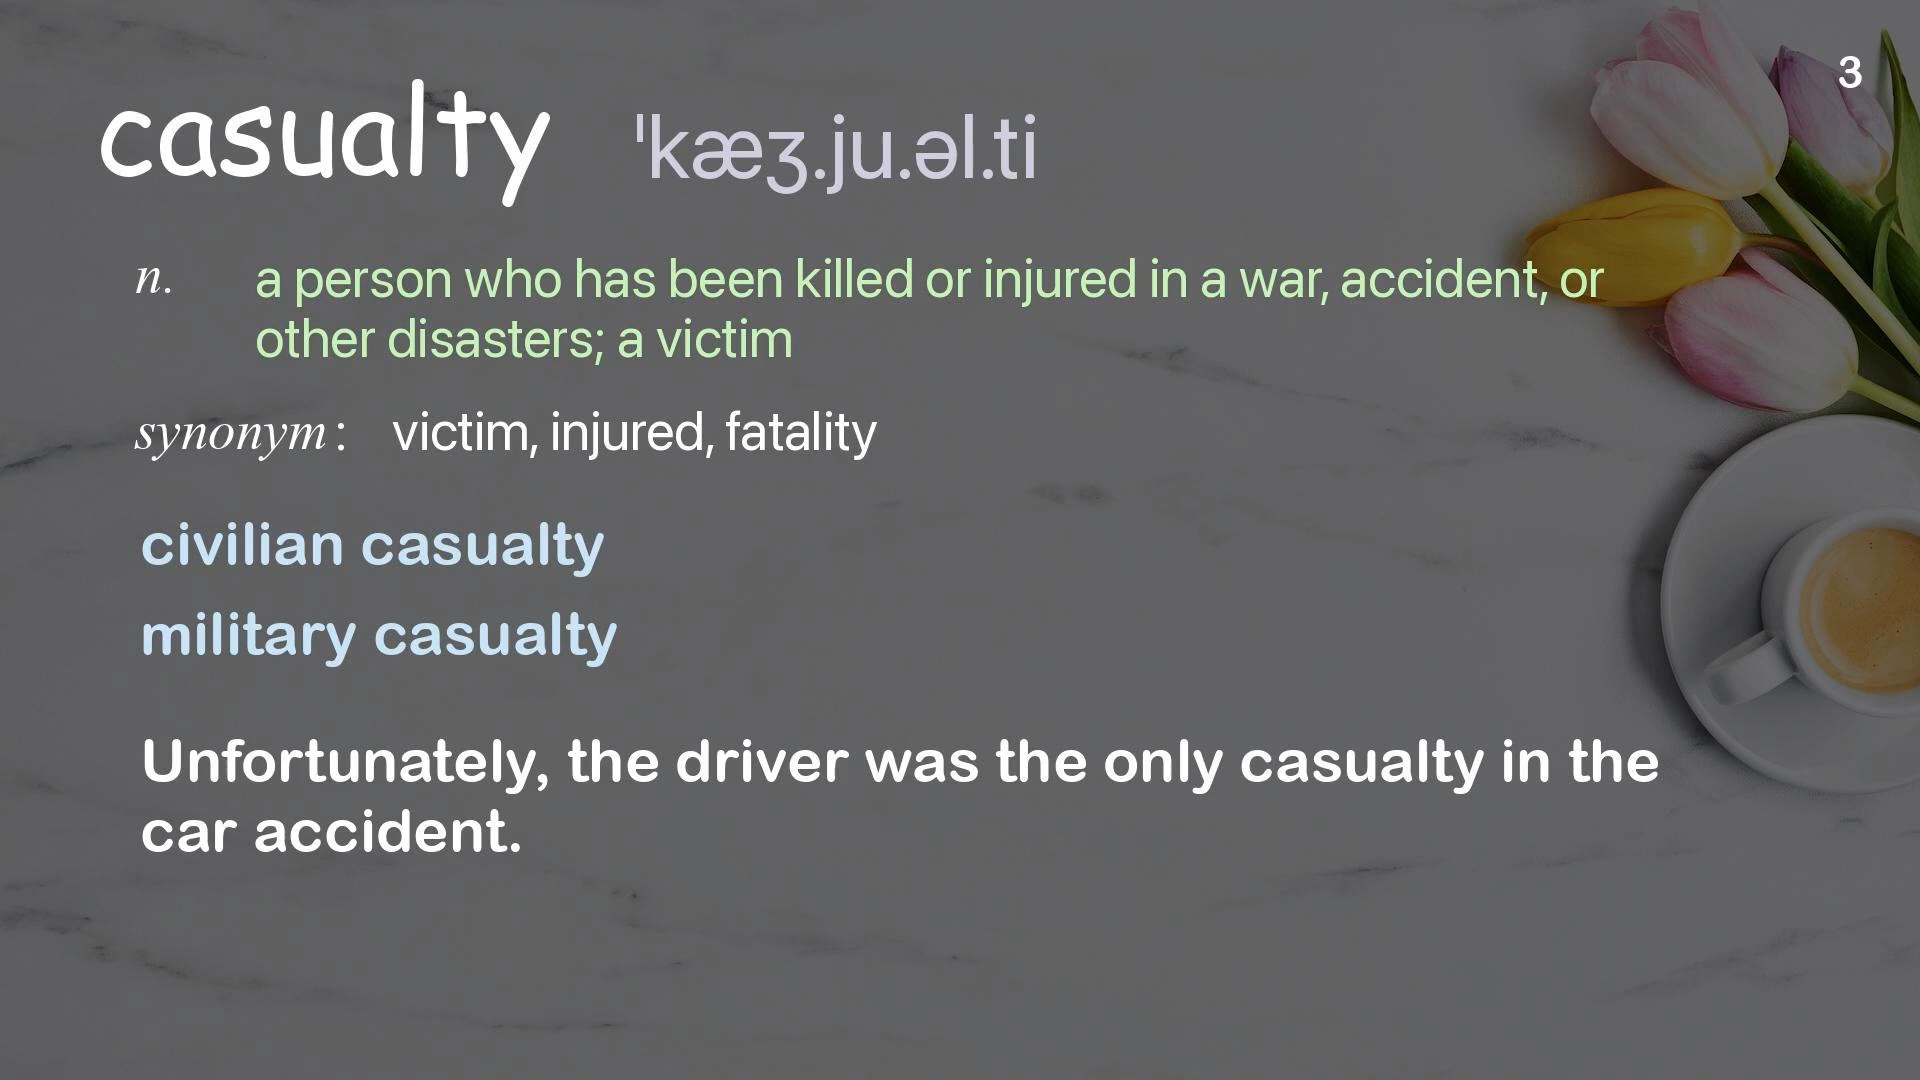 3
casualty ˈkæʒ.ju.əl.ti
n. a person who has been killed or injured in a war, accident, or
other disasters; a victim
synonym: victim, injured, fatality
civilian casualty
military casualty
Unfortunately, the driver was the only casualty in the
car accident.